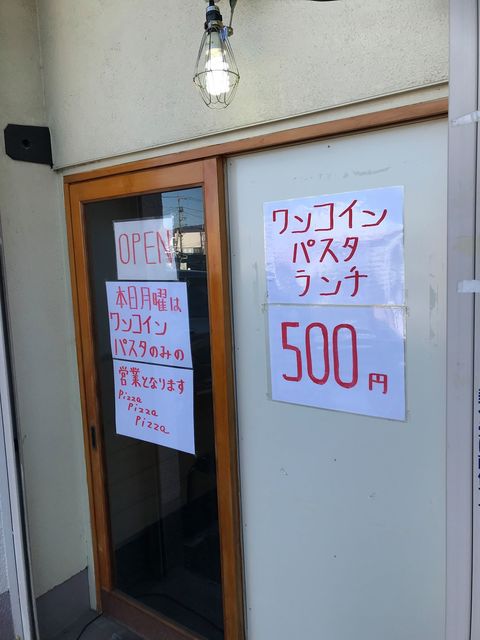 OPEN
本日月曜は
ワンコイン
パスタのみの
営業となります
Pizza
Pizza
Pizza
ワンコイン
パスタ
ランチ
500円